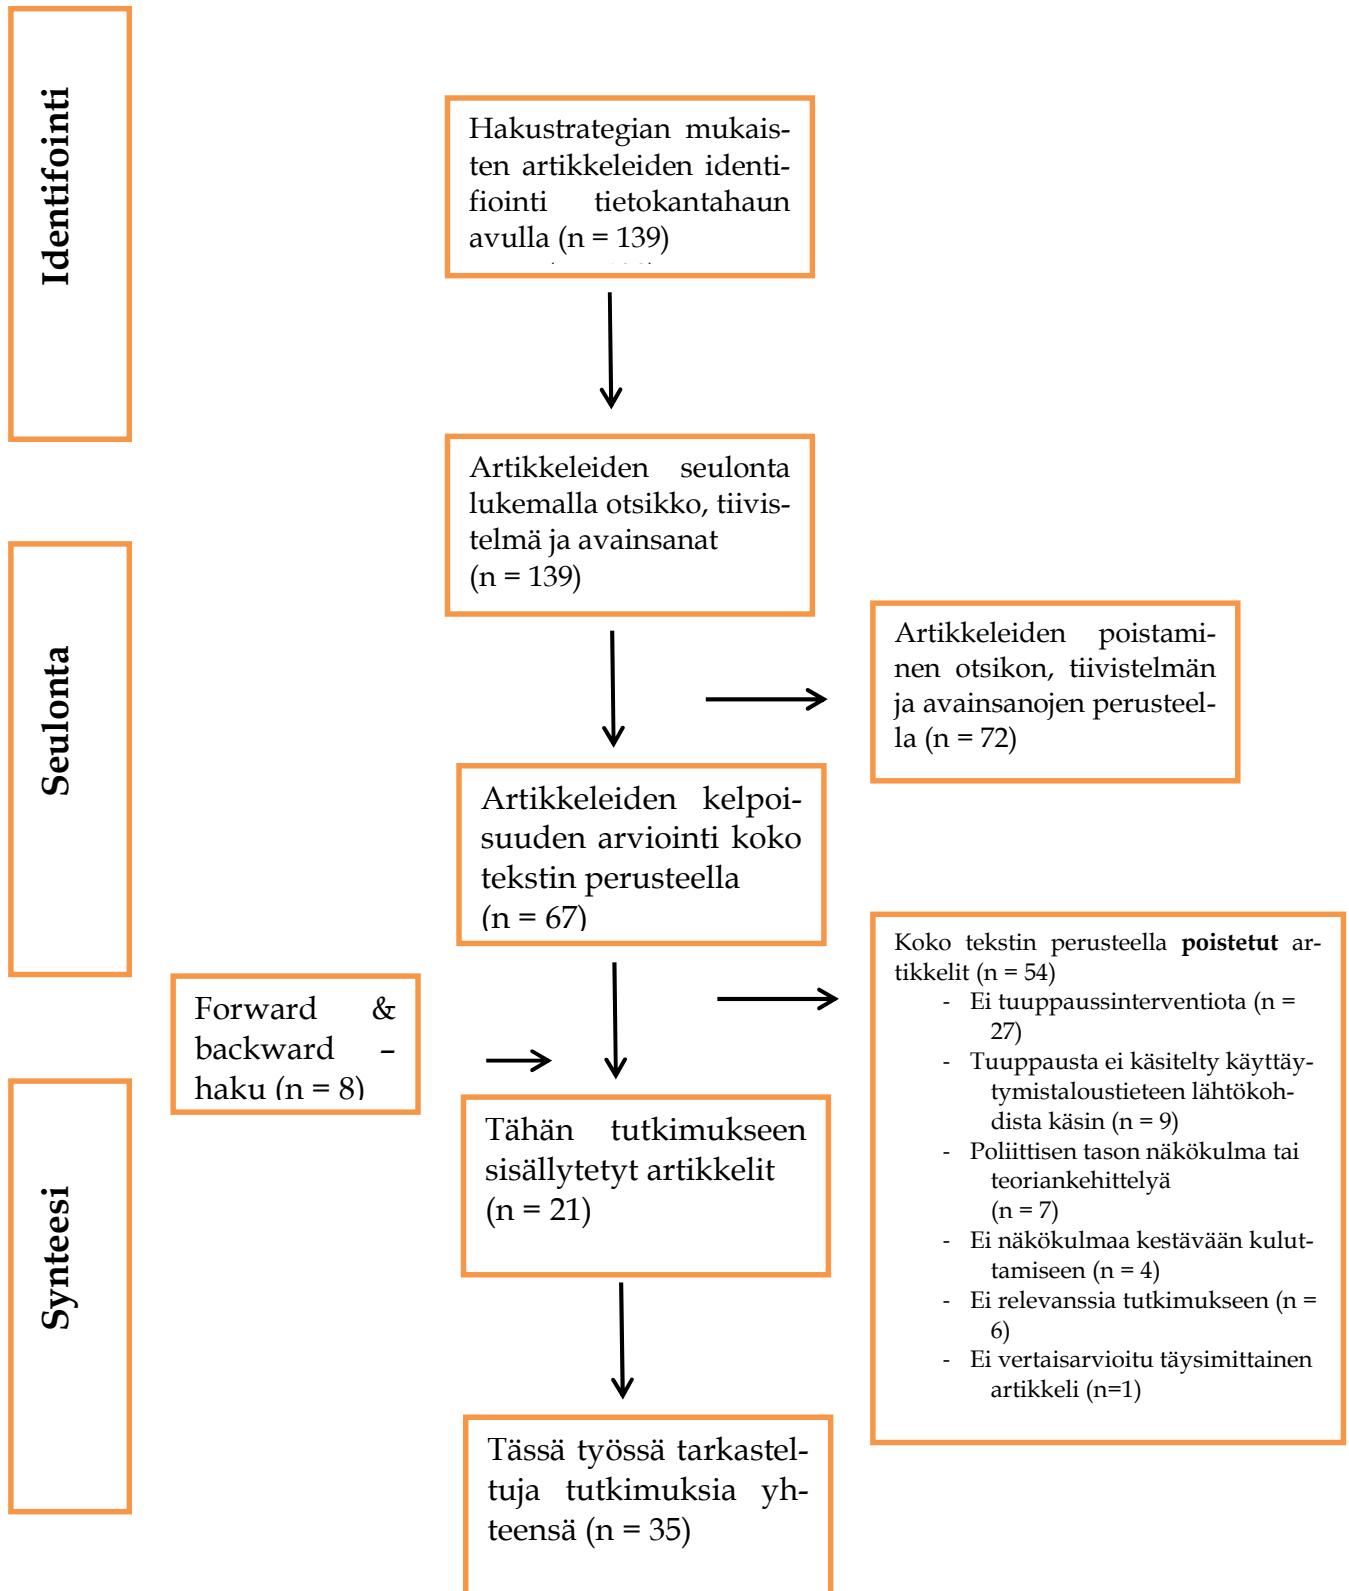 Identifointi
Hakustrategian mukais-
ten artikkeleiden identi-
fiointi tietokantahaun
avulla (n = 139)
Artikkeleiden seulonta
lukemalla otsikko, tiivis-
telmä ja avainsanat
(n = 139)
Seulonta
Artikkeleiden poistami-
nen otsikon, tiivistelmän
ja avainsanojen perusteel-
la (n = 72)
Artikkeleiden kelpoi-
suuden arviointi koko
tekstin perusteella
(n = 67)
Koko tekstin perusteella poistetut ar-
tikkelit (n = 54)
- Ei tuuppausinterventiota (n =
27)
- Tuuppausta ei käsitelty käyttäy-
tymistaloustieteen lähtökoh-
dista käsin (n = 9)
- Poliittisen tason näkökulma tai
teoriankehittelyä
(n = 7)
- Ei näkökulmaa kestävään kulut-
tamiseen (n = 4)
- Ei relevanssia tutkimukseen (n =
6)
- Ei vertaisarvioitu täysimittainen
artikkeli (n=1)
Forward &
backward –
haku (n = 8)
Synteesi
Tähän tutkimukseen
sisällytetyt artikkelit
(n = 21)
Tässä työssä tarkastel-
tuja tutkimuksia yh-
teensä (n = 35)